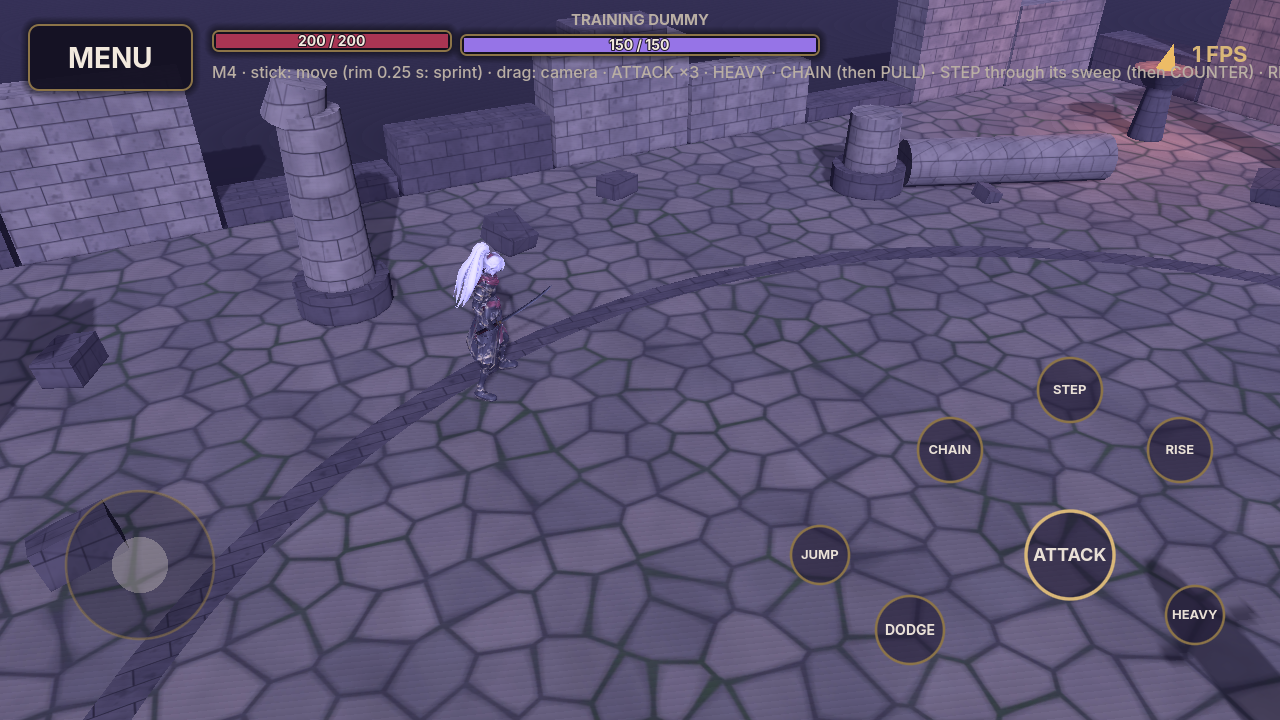 MENU
TRAINING DUMMY
200 / 200
150 / 150
1 FPS
M4 · stick: move (rim 0.25 s: sprint) · drag: camera · ATTACK ×3 · HEAVY · CHAIN (then PULL) · STEP through its sweep (then COUNTER) ·
STEP
CHAIN
RISE
JUMP
ATTACK
DODGE
HEAVY